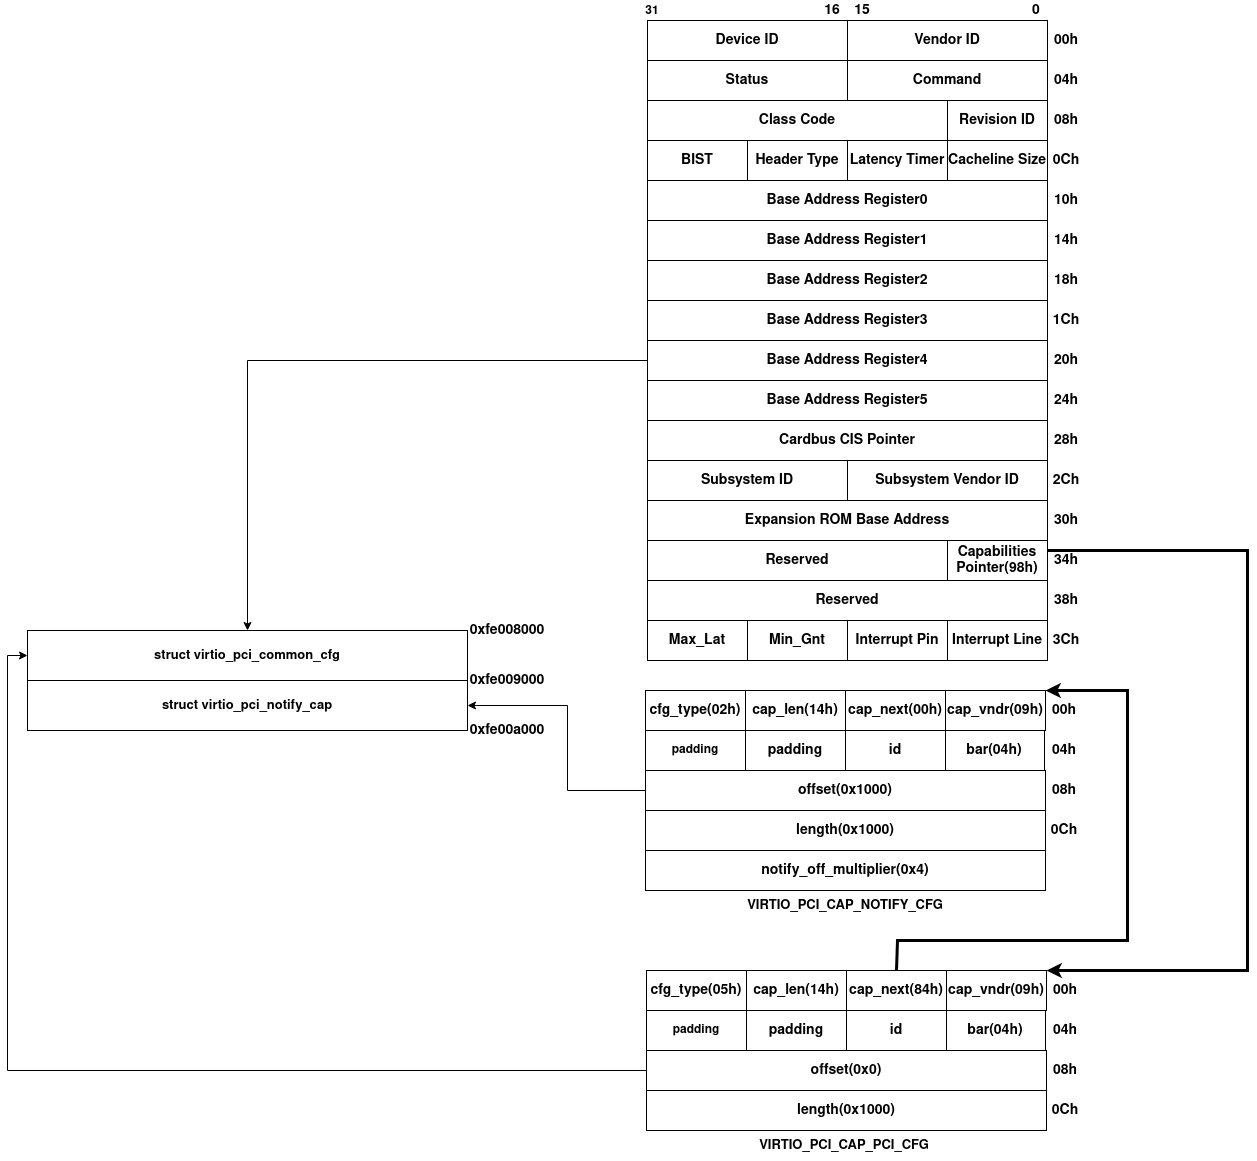 31 16 15 0
Device ID Vendor ID 00h
Status Command 04h
Class Code Revision ID 08h
BIST Header Type Latency Timer Cacheline Size 0Ch
Base Address Register0 10h
Base Address Register1 14h
Base Address Register2 18h
Base Address Register3 1Ch
Base Address Register4 20h
Base Address Register5 24h
Cardbus CIS Pointer 28h
Subsystem ID Subsystem Vendor ID 2Ch
Expansion ROM Base Address 30h
Reserved Capabilities Pointer(98h) 34h
Reserved 38h
Max_Lat Min_Gnt Interrupt Pin Interrupt Line 3Ch
0xfe008000
struct virtio_pci_common_cfg
0xfe009000
struct virtio_pci_notify_cap
0xfe00a000
cfg_type(02h) cap_len(14h) cap_next(00h) cap_vndr(09h) 00h
padding padding id bar(04h) 04h
offset(0x1000) 08h
length(0x1000) 0Ch
notify_off_multiplier(0x4)
VIRTIO_PCI_CAP_NOTIFY_CFG
cfg_type(05h) cap_len(14h) cap_next(84h) cap_vndr(09h) 00h
padding padding id bar(04h) 04h
offset(0x0) 08h
length(0x1000) 0Ch
VIRTIO_PCI_CAP_PCI_CFG